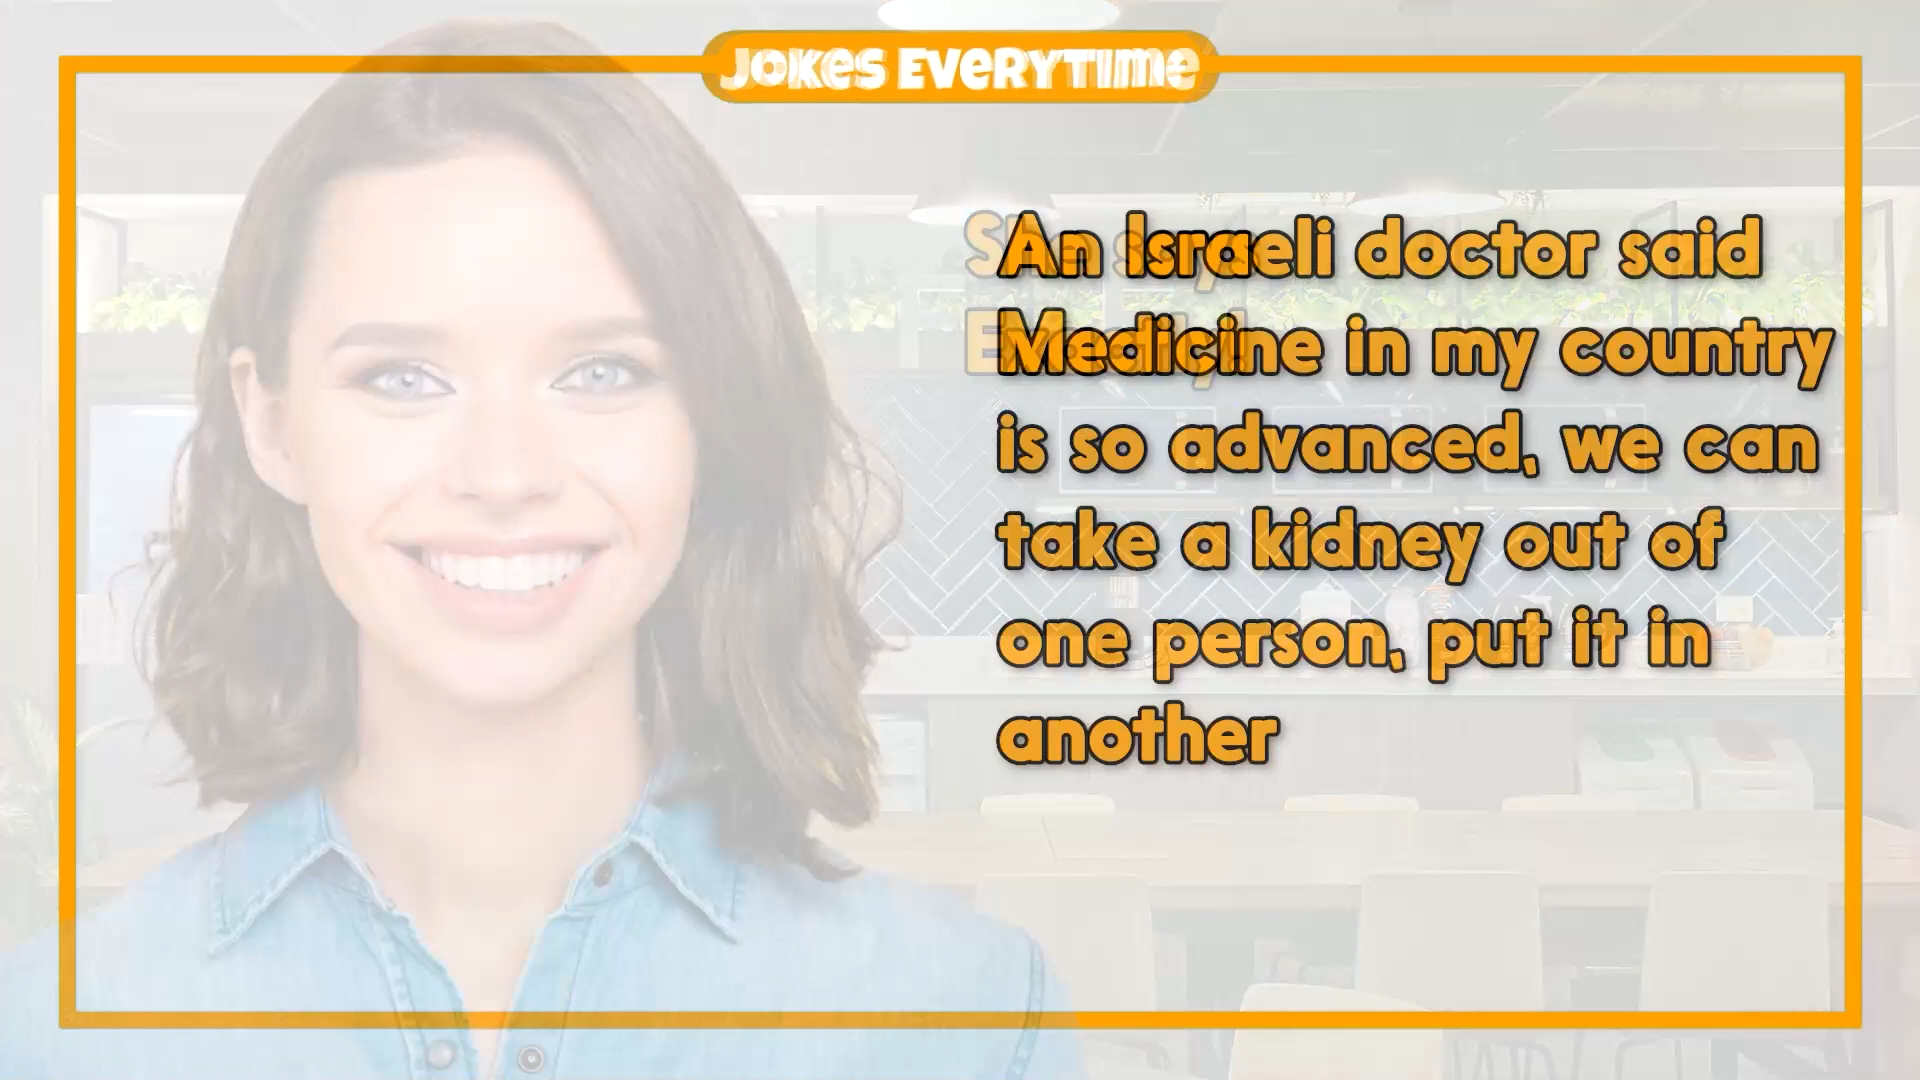 Jokes Everytime
An Israeli doctor said
Medicine in my country
is so advanced, we can
take a kidney out of
one person, put it in
another